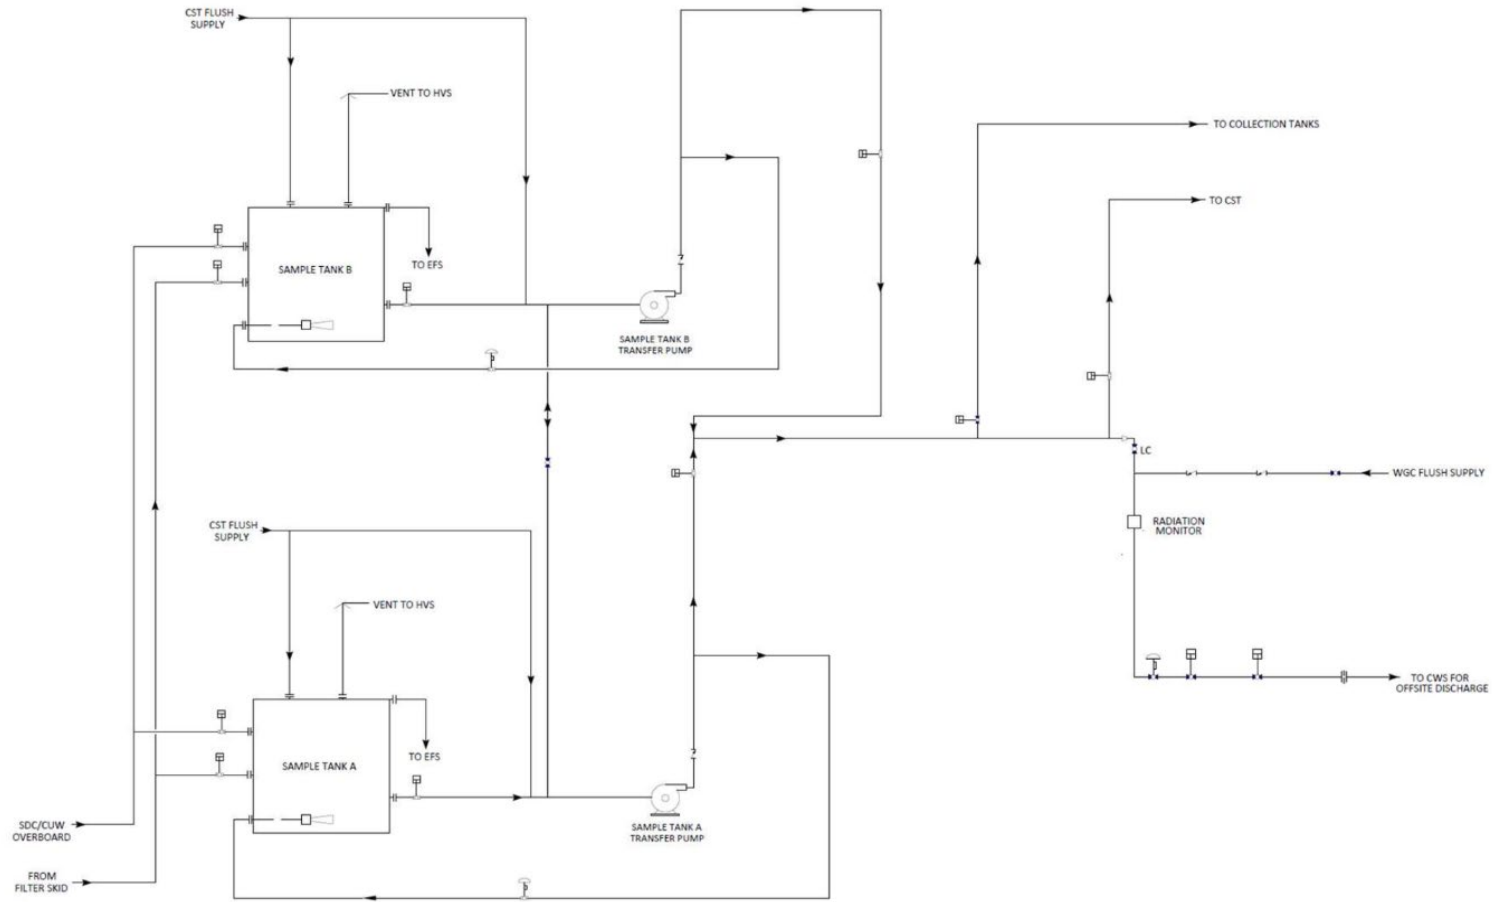 CST FLUSH
SUPPLY
VENT TO HVS
TO COLLECTION TANKS
TO CST
TO EFS
SAMPLE TANK B
SAMPLE TANK B
TRANSFER PUMP
LC
WGC FLUSH SUPPLY
RADIATION
MONITOR
CST FLUSH
SUPPLY
VENT TO HVS
TO CWS FOR
OFFSITE DISCHARGE
TO EFS
SAMPLE TANK A
SDC/CUW
OVERBOARD
SAMPLE TANK A
TRANSFER PUMP
FROM
FILTER SKID